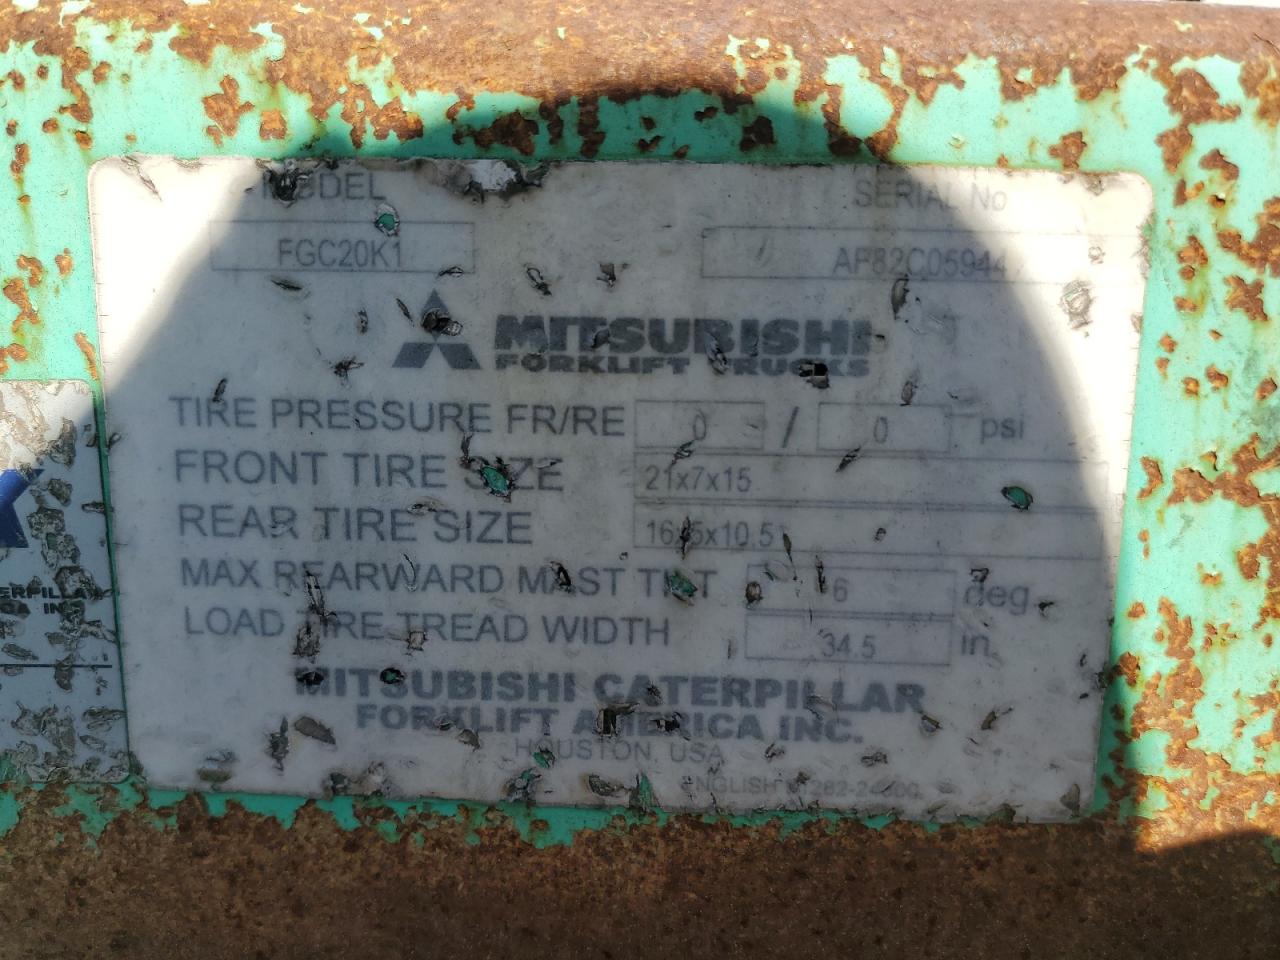 MODEL SERIAL No
FGC20K1
MITSUBISHI
FORKLIFT TRUCKS
TIRE PRESSURE FR/RE 0 / 0 psi
FRONT TIRE SIZE 21x7x15
REAR TIRE SIZE 16x5x10.5
MAX REARWARD MAST TILT 6 deg.
LOAD TIRE TREAD WIDTH 34.5 in.
MITSUBISHI CATERPILLAR
FORKLIFT AMERICA INC.
HOUSTON, USA
ENGLISH